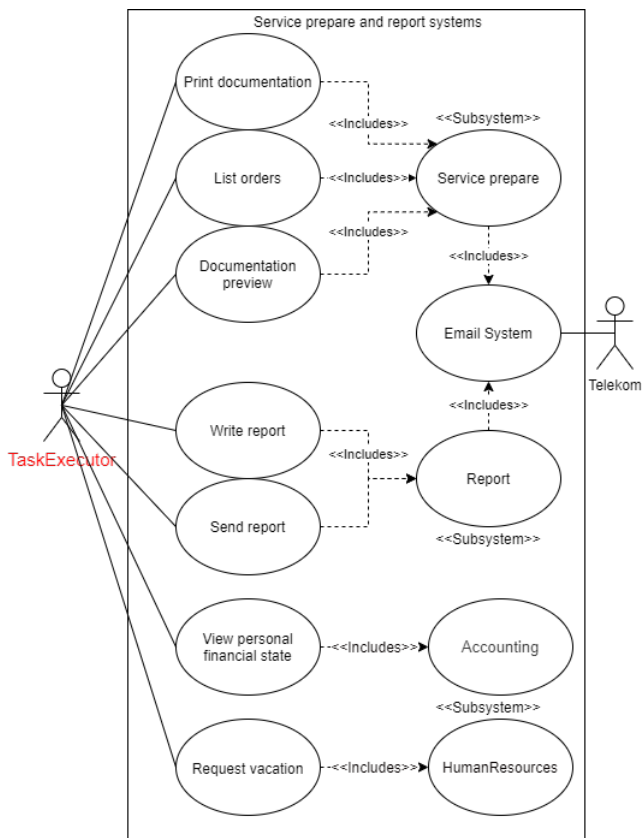 Service prepare and report systems
Print documentation
<<Includes>>
<<Subsystem>>
List orders
<<Includes>>
Service prepare
<<Includes>>
Documentation
preview
<<Includes>>
Email System
Telekom
<<Includes>>
TaskExecutor
Write report
<<Includes>>
Report
Send report
<<Subsystem>>
View personal
financial state
<<Includes>>
Accounting
<<Subsystem>>
Request vacation
<<Includes>>
HumanResources